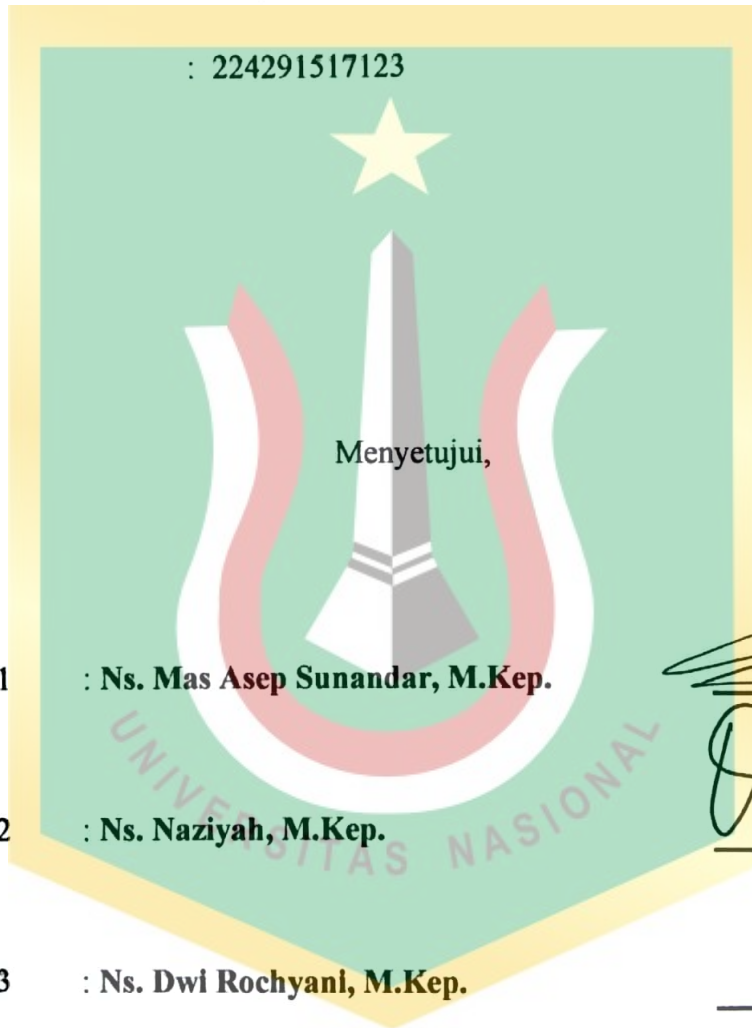 : 224291517123
Menyetujui,
1 : Ns. Mas Asep Sunandar, M.Kep.
2 : Ns. Naziyah, M.Kep.
3 : Ns. Dwi Rochyani, M.Kep.
UNIVERSITAS NASIONAL